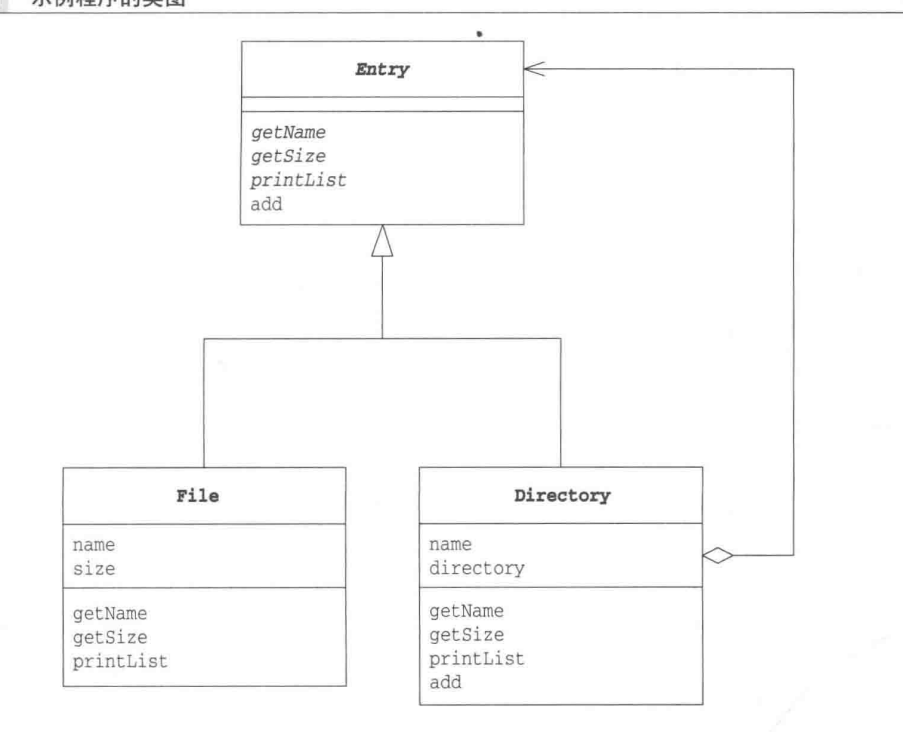 示例程序的类图
Entry
getName
getSize
printList
add
File
name
size
getName
getSize
printList
Directory
name
directory
getName
getSize
printList
add